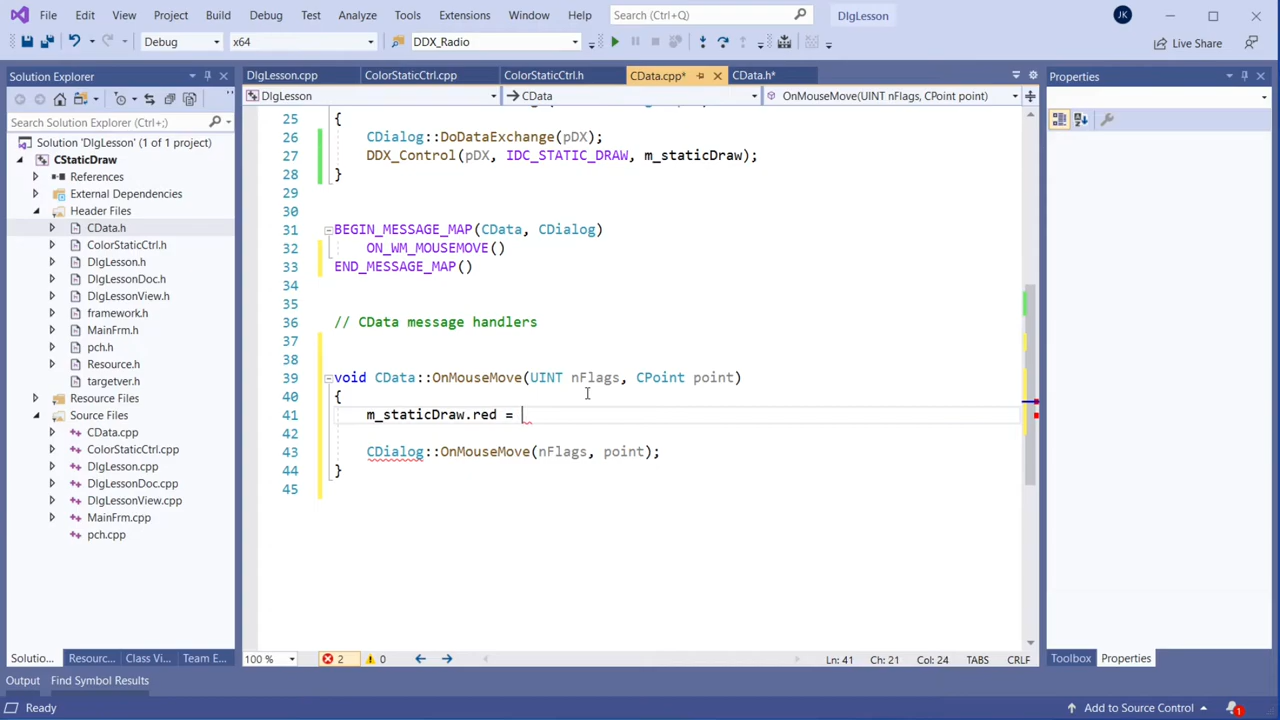 File Edit View Project Build Debug Test Analyze Tools Extensions Window Help Search (Ctrl+Q) DlgLesson JK
Debug x64 DDX_Radio Live Share
Solution Explorer
DlgLesson.cpp ColorStaticCtrl.cpp ColorStaticCtrl.h CData.cpp* CData.h*
Properties
DlgLesson CData OnMouseMove(UINT nFlags, CPoint point)
Search Solution Explorer (Ctrl+;)
Solution 'DlgLesson' (1 of 1 project)
CStaticDraw
References
External Dependencies
Header Files
CData.h
ColorStaticCtrl.h
DlgLesson.h
DlgLessonDoc.h
DlgLessonView.h
framework.h
MainFrm.h
pch.h
Resource.h
targetver.h
Resource Files
Source Files
CData.cpp
ColorStaticCtrl.cpp
DlgLesson.cpp
DlgLessonDoc.cpp
DlgLessonView.cpp
MainFrm.cpp
pch.cpp
25 {
26 CDialog::DoDataExchange(pDX);
27 DDX_Control(pDX, IDC_STATIC_DRAW, m_staticDraw);
28 }
29
30
31 BEGIN_MESSAGE_MAP(CData, CDialog)
32 ON_WM_MOUSEMOVE()
33 END_MESSAGE_MAP()
34
35
36 // CData message handlers
37
38
39 void CData::OnMouseMove(UINT nFlags, CPoint point)
40 {
41 m_staticDraw.red =
42
43 CDialog::OnMouseMove(nFlags, point);
44 }
45
Solutio... Resourc... Class Vi... Team E...
100 % 2 0 Ln: 41 Ch: 21 Col: 24 TABS CRLF
Toolbox Properties
Output Find Symbol Results
Ready Add to Source Control 1